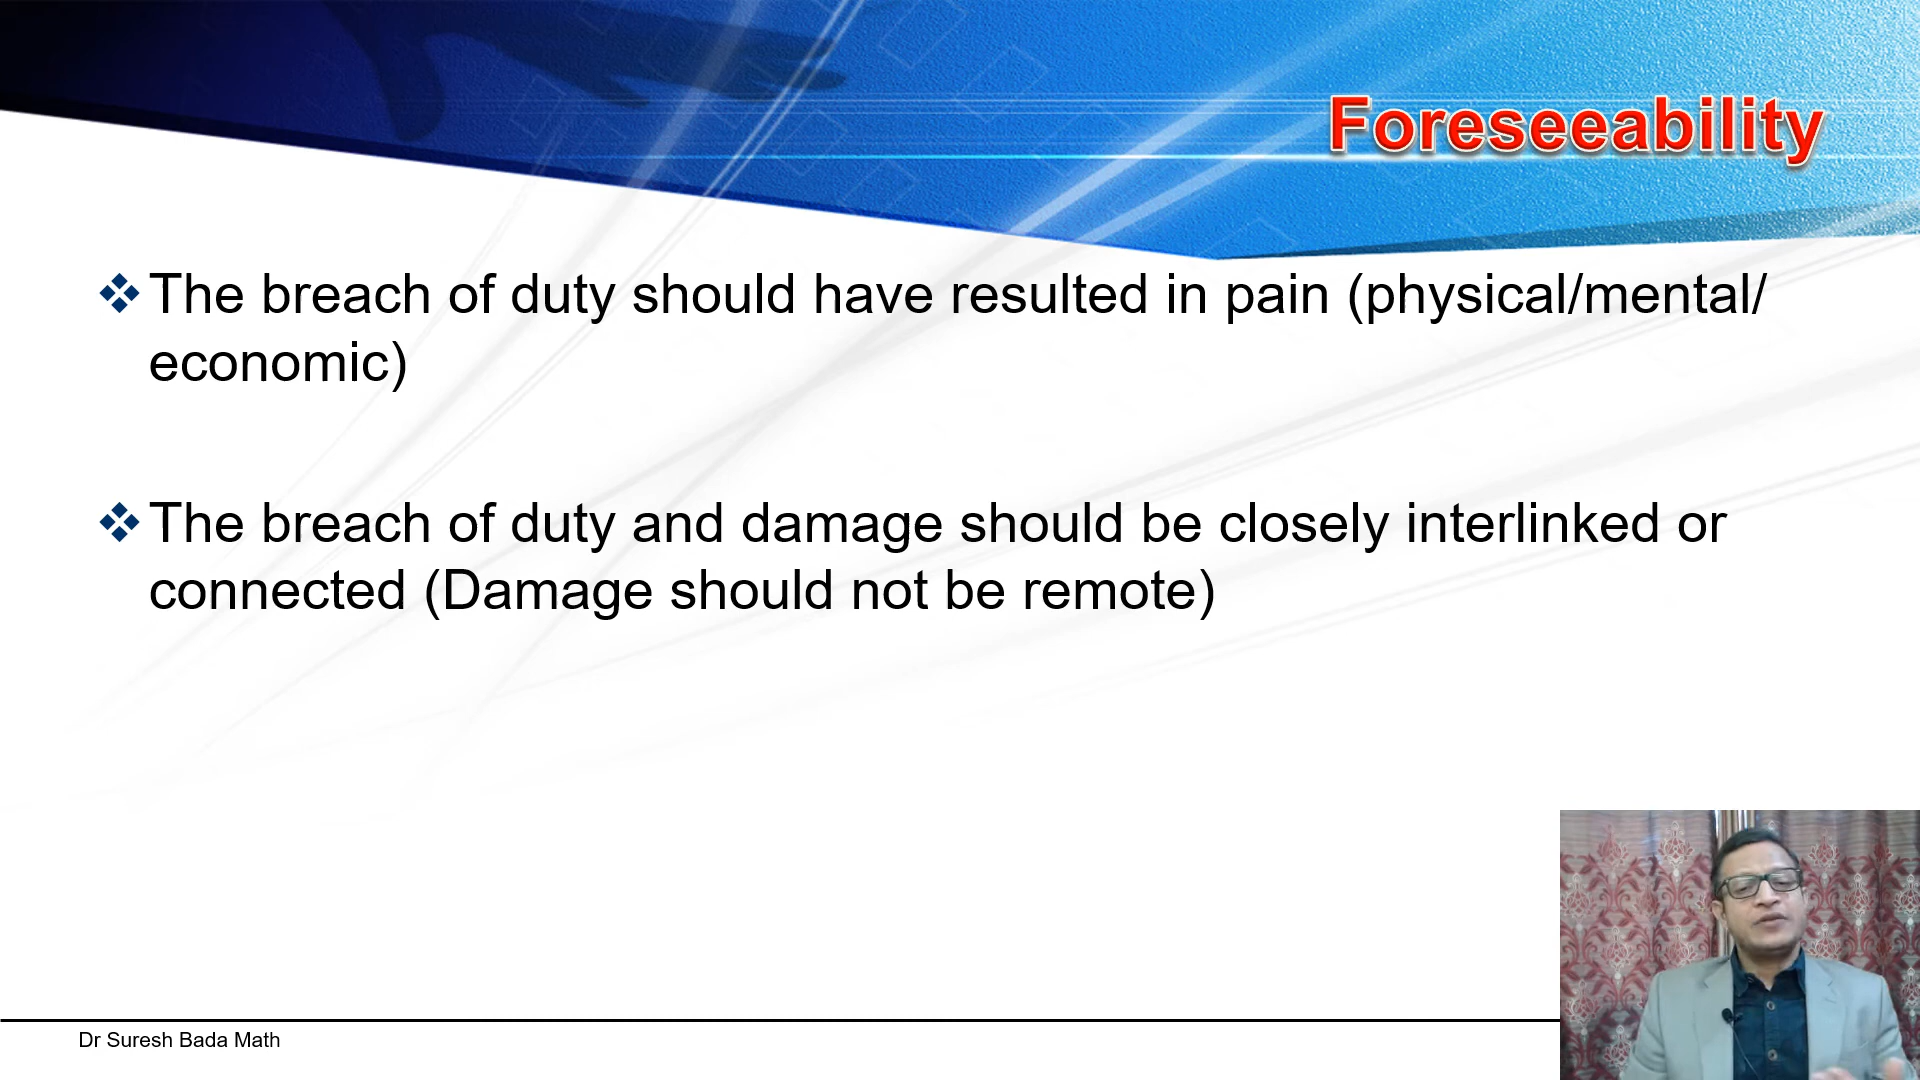 Foreseeability
The breach of duty should have resulted in pain (physical/mental/
economic)
The breach of duty and damage should be closely interlinked or
connected (Damage should not be remote)
Dr Suresh Bada Math